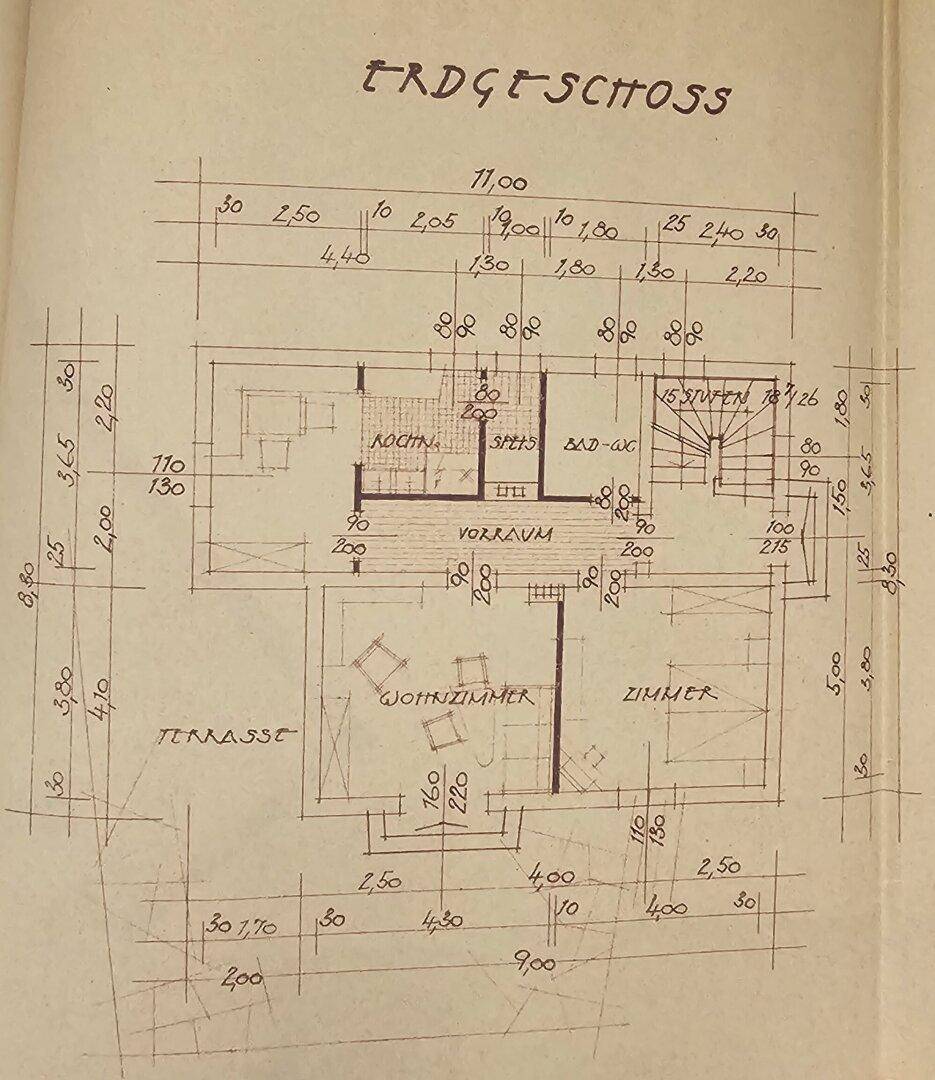 ERDGESCHOSS
11,00
30 2,50 10 2,05 10 1,00 10 1,80 25 2,40 30
4,40 1,30 1,80 1,30 2,20
80 90 80 90 80 90 80 90
30 3,65 25 3,80 30
2,20 2,00 4,10
8,30
110
130
80
200
15 STUFEN
KOCHN. SPEIS BAD-WC
80
90
80
200
90
200
VORRAUM
90
200
100
215
90
200
90
200
1,80 1,50 5,00
30 3,65 25 3,80 30
8,30
WOHNZIMMER ZIMMER
TERRASSE
160
220
110
130
2,50 4,00 2,50
30 1,70 30 4,30 10 4,00 30
2,00 9,00